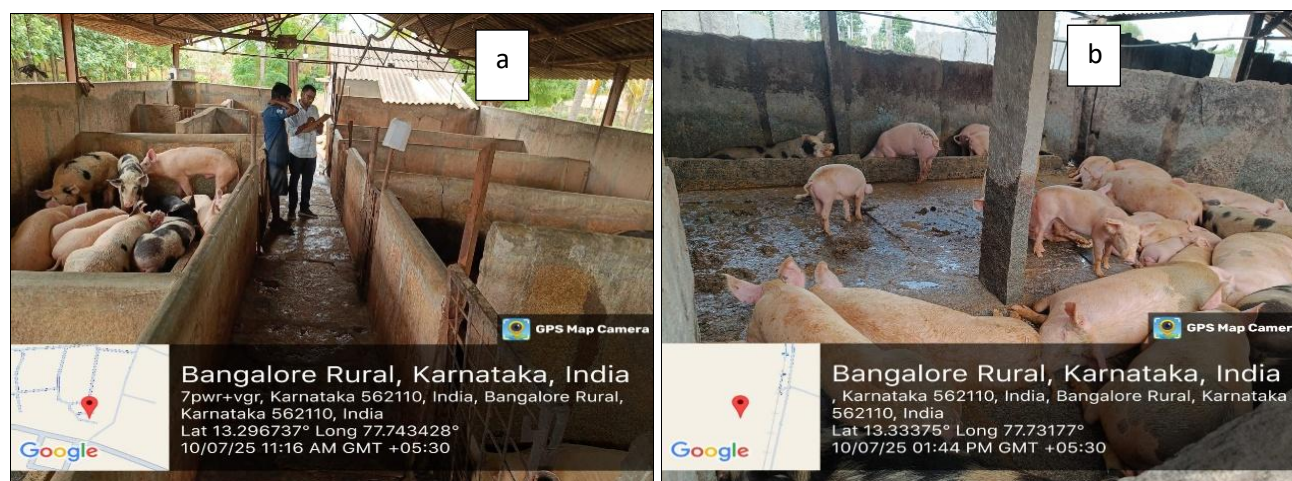 a
GPS Map Camera
Bangalore Rural, Karnataka, India
7pwr+vgr, Karnataka 562110, India, Bangalore Rural,
Karnataka 562110, India
Lat 13.296737° Long 77.743428°
10/07/25 11:16 AM GMT +05:30
Google
b
GPS Map Camer
Bangalore Rural, Karnataka, India
, Karnataka 562110, India, Bangalore Rural, Karnataka
562110, India
Lat 13.33375° Long 77.73177°
10/07/25 01:44 PM GMT +05:30
Google